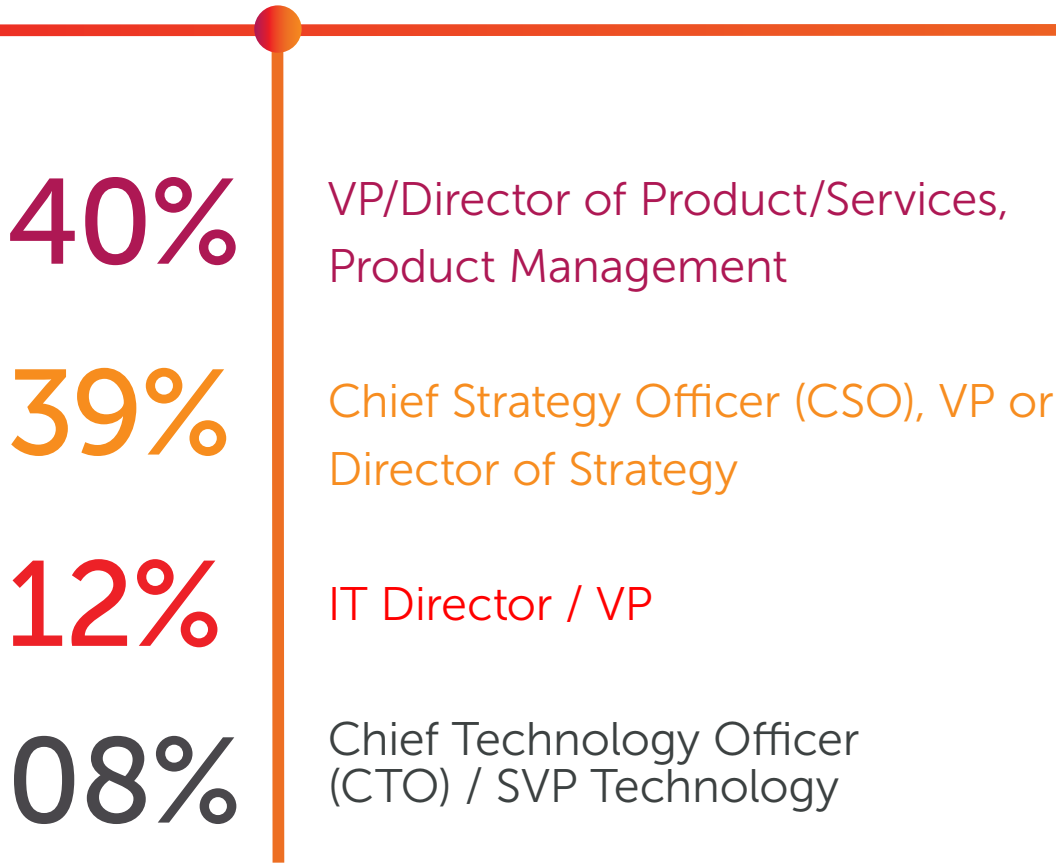 40%
VP/Director of Product/Services,
Product Management
39%
Chief Strategy Officer (CSO), VP or
Director of Strategy
12%
IT Director / VP
08%
Chief Technology Officer
(CTO) / SVP Technology